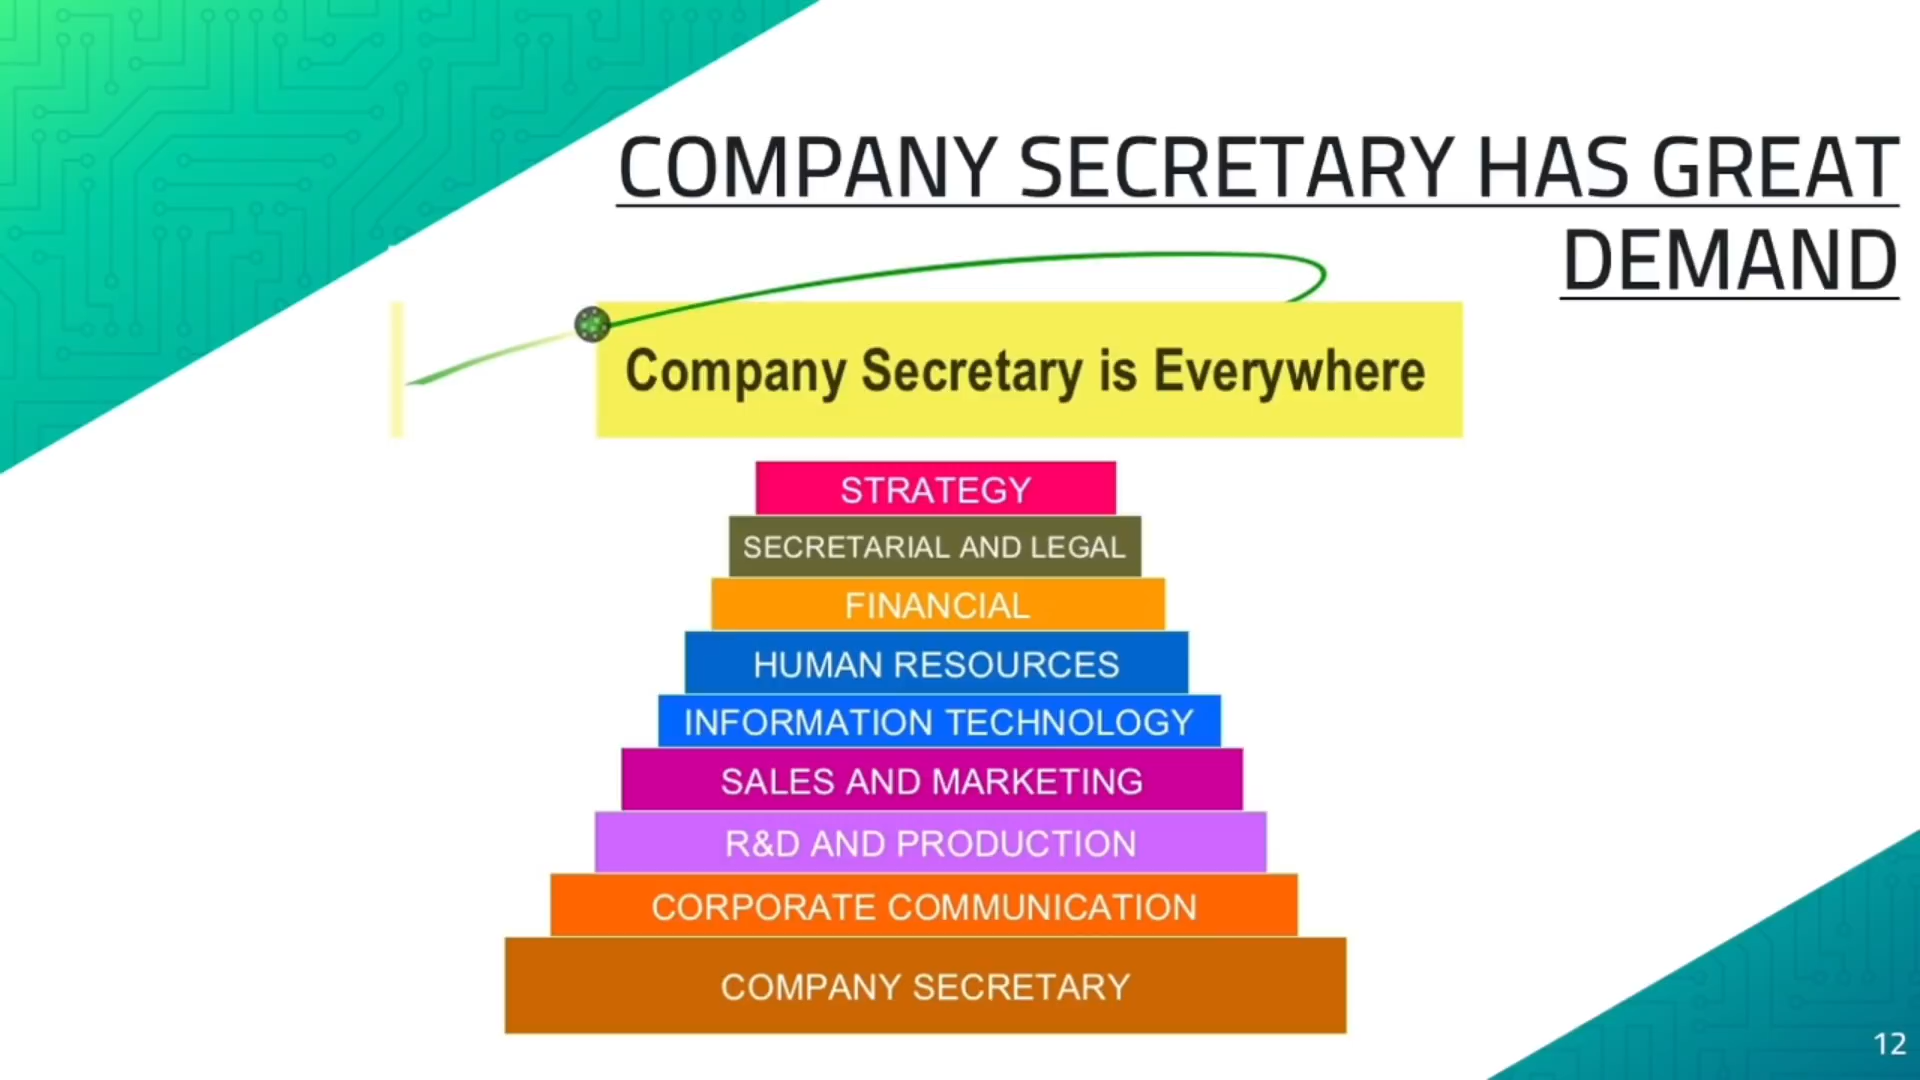 COMPANY SECRETARY HAS GREAT
DEMAND
Company Secretary is Everywhere
STRATEGY
SECRETARIAL AND LEGAL
FINANCIAL
HUMAN RESOURCES
INFORMATION TECHNOLOGY
SALES AND MARKETING
R&D AND PRODUCTION
CORPORATE COMMUNICATION
COMPANY SECRETARY
12